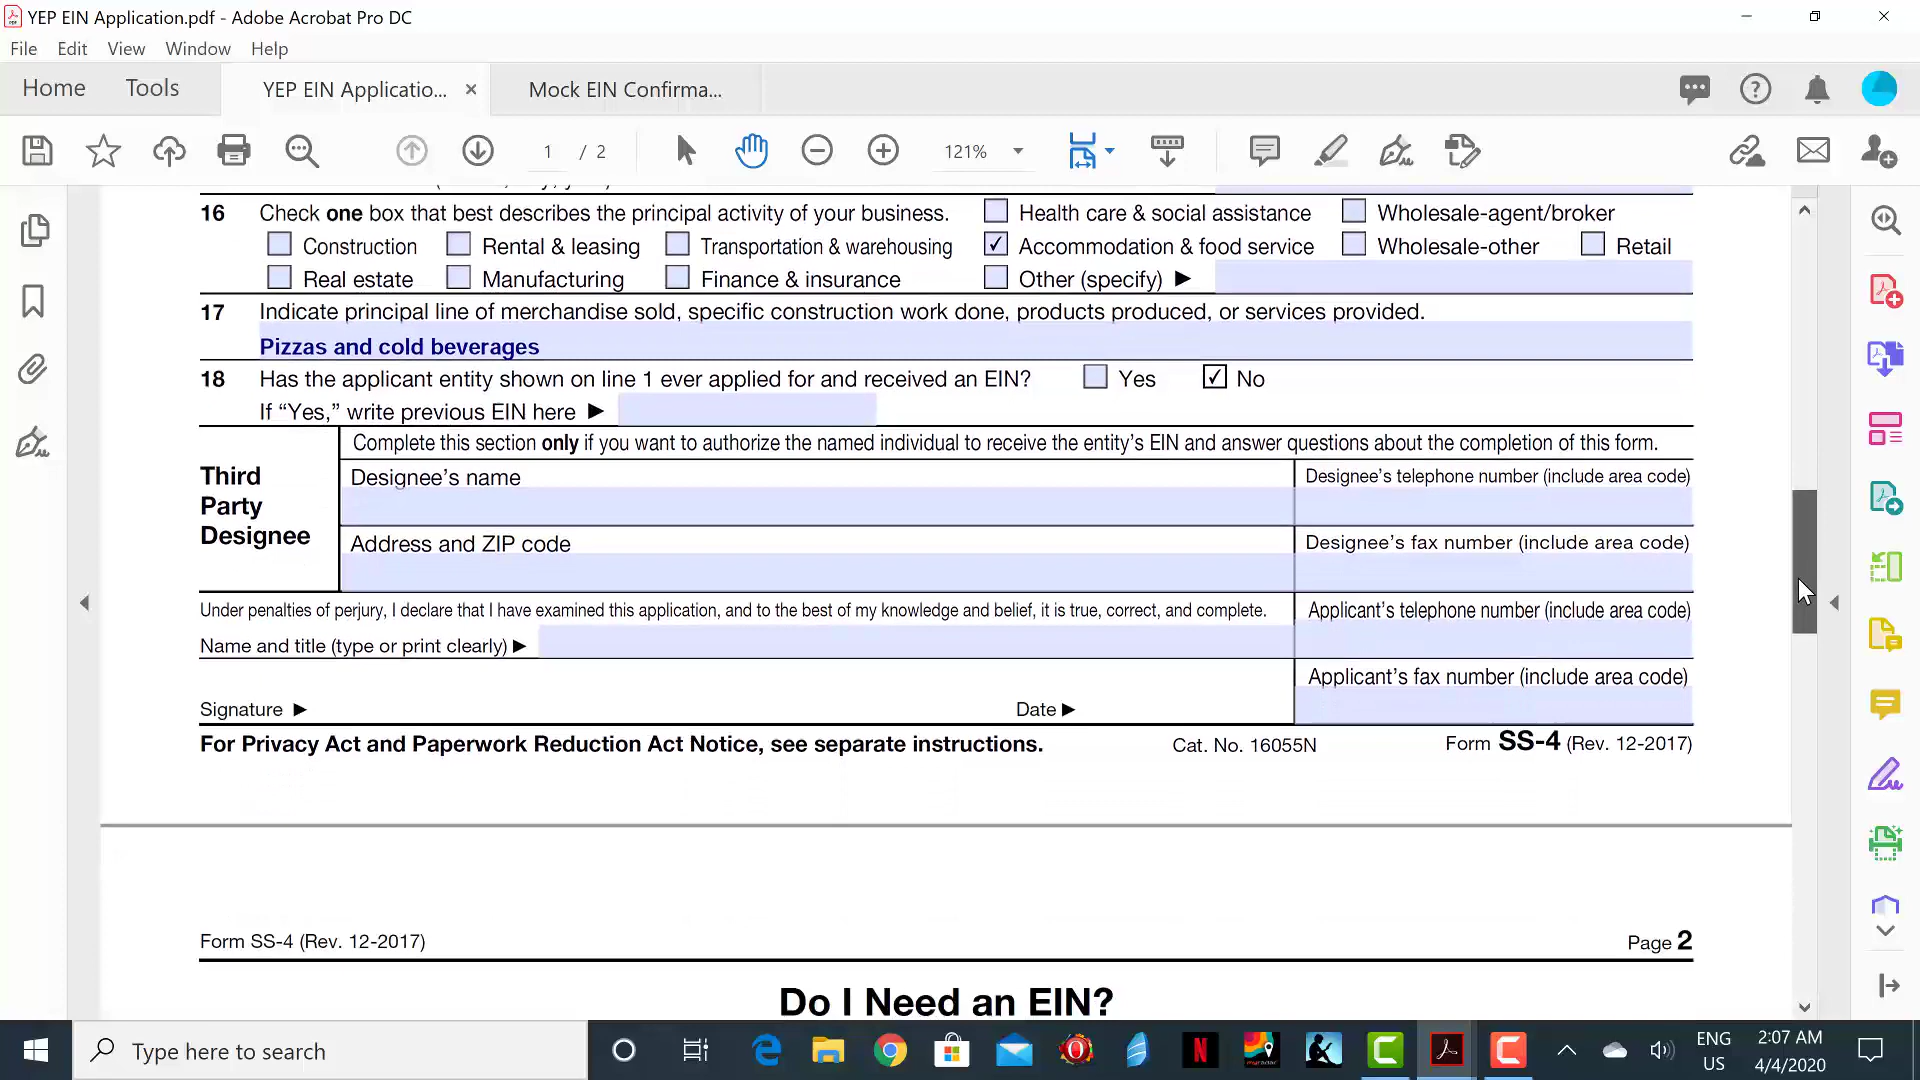 YEP EIN Application.pdf - Adobe Acrobat Pro DC
File Edit View Window Help
Home Tools YEP EIN Applicatio... × Mock EIN Confirma...
1 / 2 121%
16 Check one box that best describes the principal activity of your business. Health care & social assistance Wholesale-agent/broker
Construction Rental & leasing Transportation & warehousing ✓ Accommodation & food service Wholesale-other Retail
Real estate Manufacturing Finance & insurance Other (specify) ▶
17 Indicate principal line of merchandise sold, specific construction work done, products produced, or services provided.
Pizzas and cold beverages
18 Has the applicant entity shown on line 1 ever applied for and received an EIN? Yes ✓ No
If “Yes,” write previous EIN here ▶
Complete this section only if you want to authorize the named individual to receive the entity’s EIN and answer questions about the completion of this form.
Third
Party
Designee
Designee’s name Designee’s telephone number (include area code)
Address and ZIP code Designee’s fax number (include area code)
Under penalties of perjury, I declare that I have examined this application, and to the best of my knowledge and belief, it is true, correct, and complete. Applicant’s telephone number (include area code)
Name and title (type or print clearly) ▶
Applicant’s fax number (include area code)
Signature ▶ Date ▶
For Privacy Act and Paperwork Reduction Act Notice, see separate instructions. Cat. No. 16055N Form SS-4 (Rev. 12-2017)
Form SS-4 (Rev. 12-2017) Page 2
Do I Need an EIN?
Type here to search
ENG
US
2:07 AM
4/4/2020